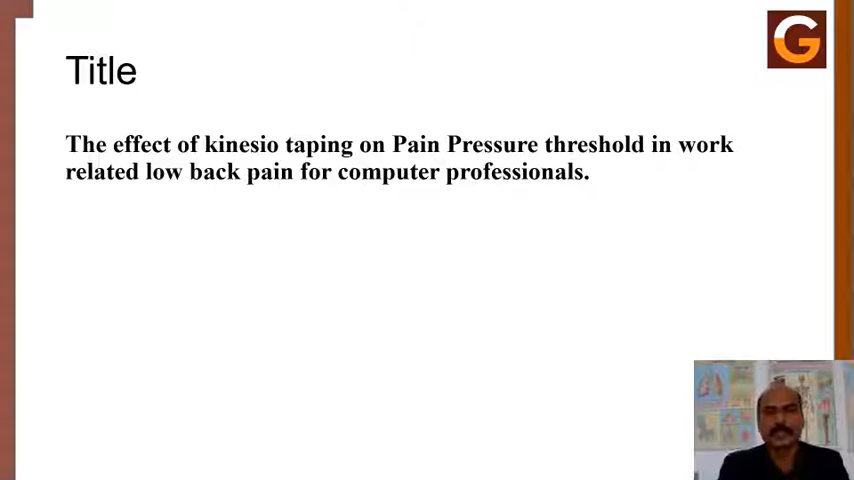 G
Title
The effect of kinesio taping on Pain Pressure threshold in work
related low back pain for computer professionals.